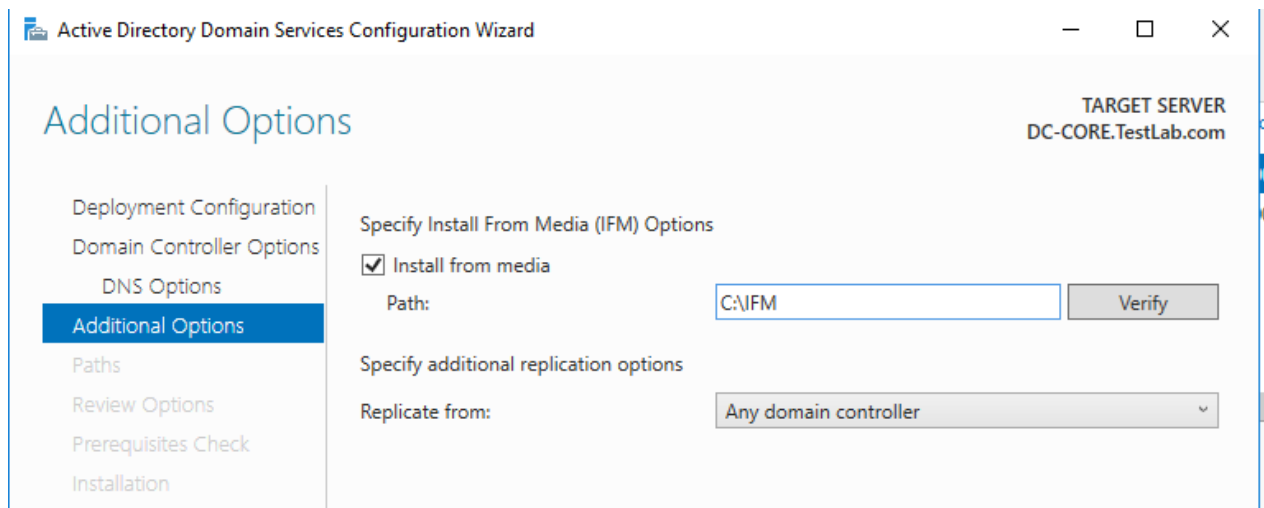 Active Directory Domain Services Configuration Wizard
Additional Options
TARGET SERVER
DC-CORE.TestLab.com
Deployment Configuration
Domain Controller Options
DNS Options
Additional Options
Paths
Review Options
Prerequisites Check
Installation
Specify Install From Media (IFM) Options
Install from media
Path: C:\IFM Verify
Specify additional replication options
Replicate from: Any domain controller